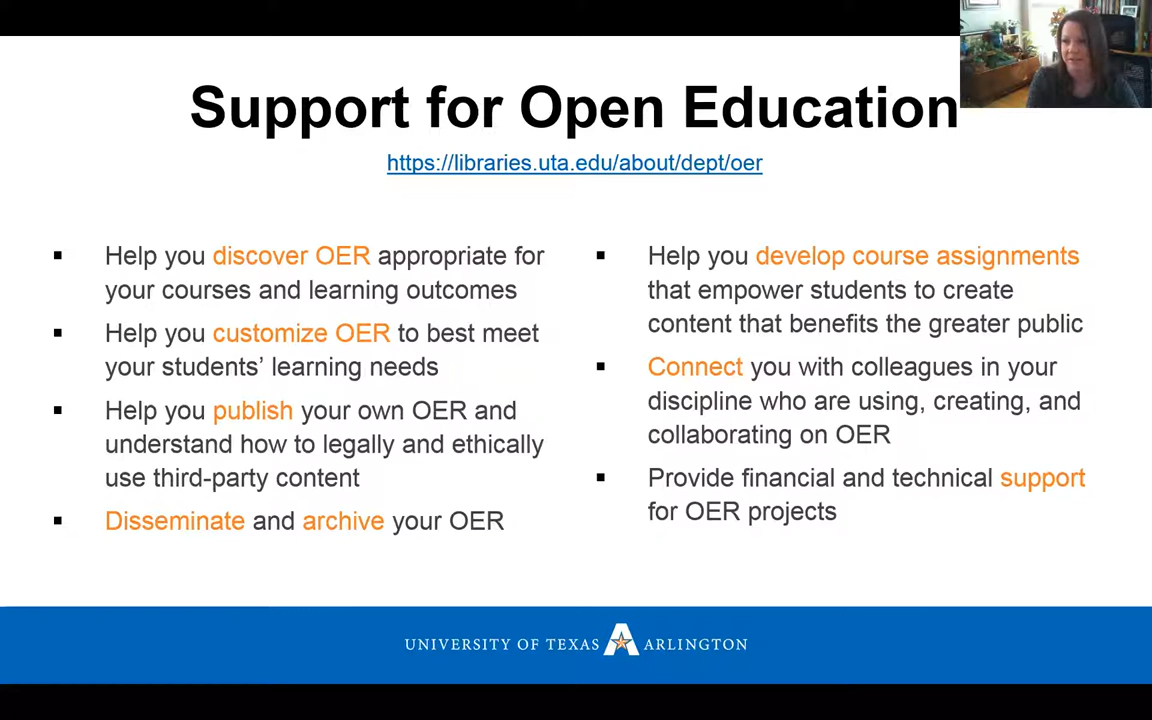 Support for Open Education
https://libraries.uta.edu/about/dept/oer
▪ Help you discover OER appropriate for
your courses and learning outcomes
▪ Help you customize OER to best meet
your students’ learning needs
▪ Help you publish your own OER and
understand how to legally and ethically
use third-party content
▪ Disseminate and archive your OER
▪ Help you develop course assignments
that empower students to create
content that benefits the greater public
▪ Connect you with colleagues in your
discipline who are using, creating, and
collaborating on OER
▪ Provide financial and technical support
for OER projects
UNIVERSITY OF TEXAS A ARLINGTON